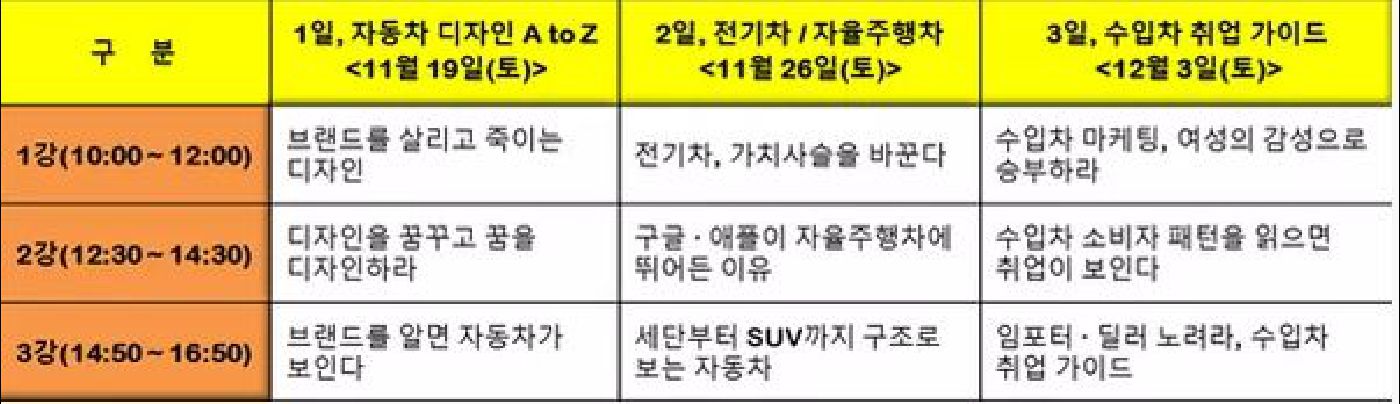 구 분
1일, 자동차 디자인 A to Z
<11월 19일(토)>
2일, 전기차 / 자율주행차
<11월 26일(토)>
3일, 수입차 취업 가이드
<12월 3일(토)>
1강(10:00 ~ 12:00)
브랜드를 살리고 죽이는
디자인
전기차, 가치사슬을 바꾼다
수입차 마케팅, 여성의 감성으로
승부하라
2강(12:30 ~ 14:30)
디자인을 꿈꾸고 꿈을
디자인하라
구글 · 애플이 자율주행차에
뛰어든 이유
수입차 소비자 패턴을 읽으면
취업이 보인다
3강(14:50 ~ 16:50)
브랜드를 알면 자동차가
보인다
세단부터 SUV까지 구조로
보는 자동차
임포터 · 딜러 노려라, 수입차
취업 가이드